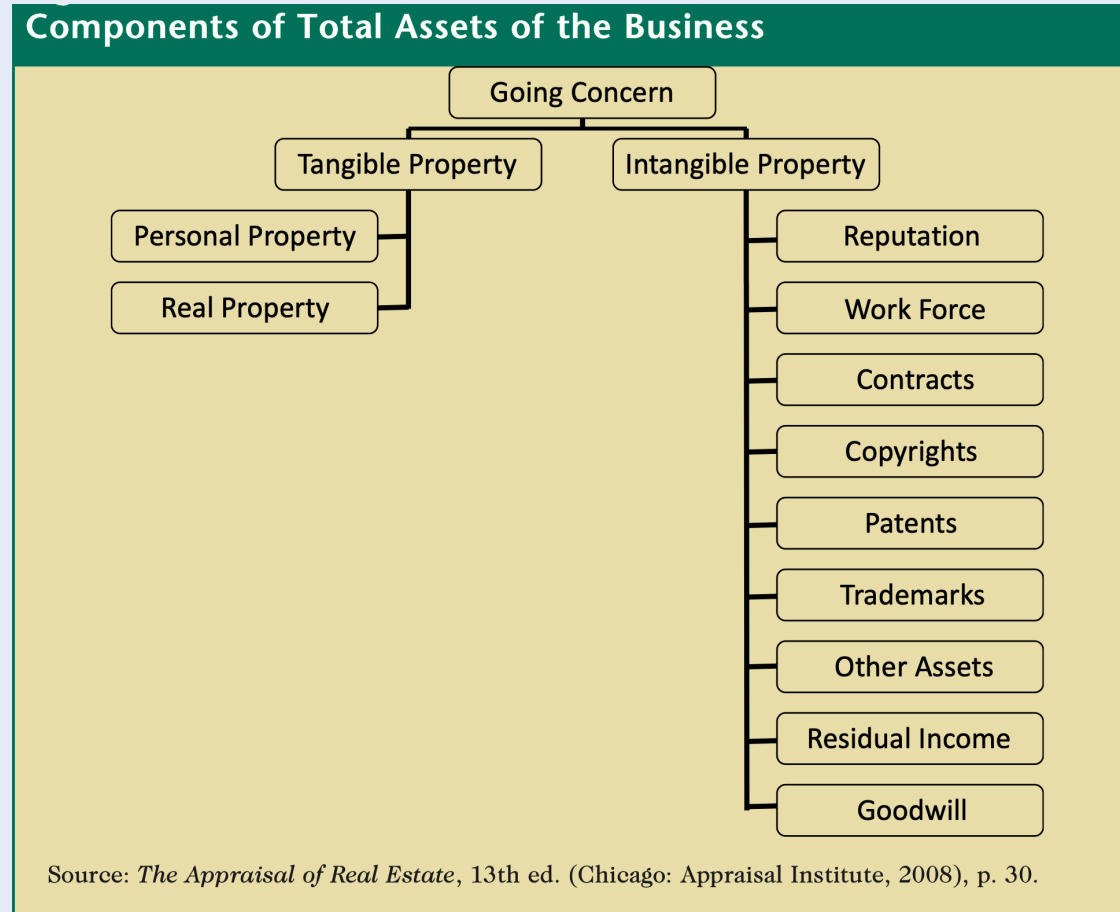 Components of Total Assets of the Business
Going Concern
Tangible Property
Intangible Property
Personal Property
Real Property
Reputation
Work Force
Contracts
Copyrights
Patents
Trademarks
Other Assets
Residual Income
Goodwill
Source: The Appraisal of Real Estate, 13th ed. (Chicago: Appraisal Institute, 2008), p. 30.